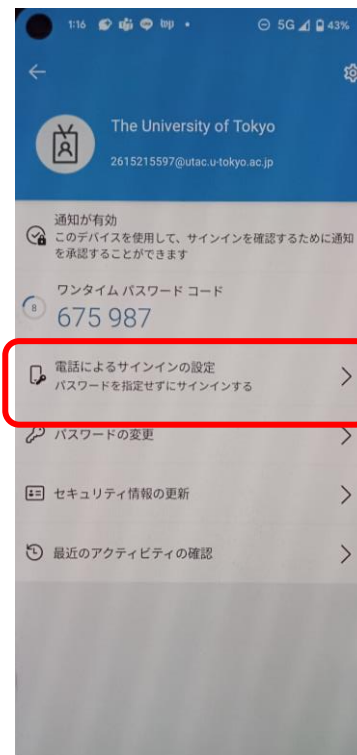 1:16
5G 43%
The University of Tokyo
2615215597@utac.u-tokyo.ac.jp
通知が有効
このデバイスを使用して、サインインを確認するために通知
を承認することができます
ワンタイム パスワード コード
8
675 987
電話によるサインインの設定
パスワードを指定せずにサインインする
パスワードの変更
セキュリティ情報の更新
最近のアクティビティの確認